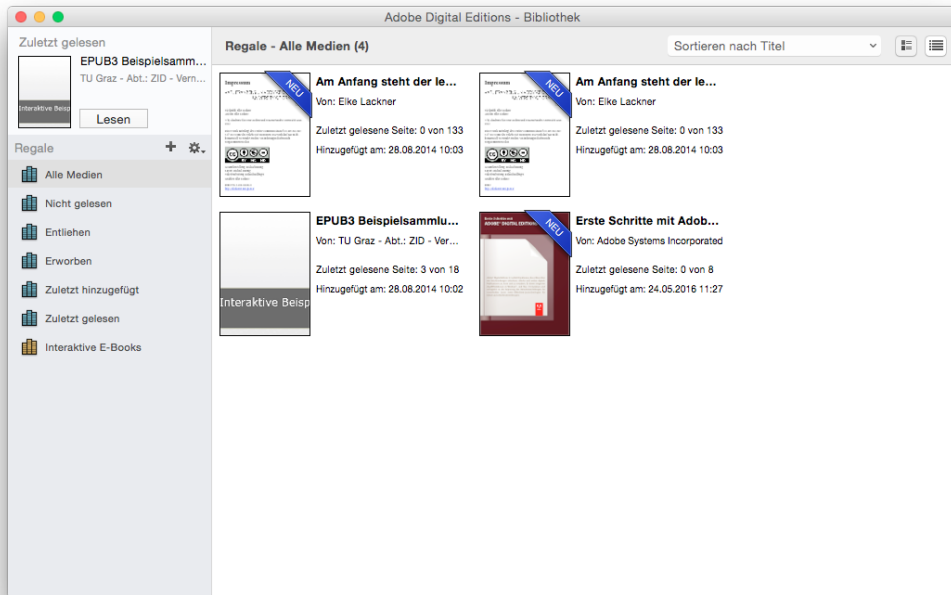 Adobe Digital Editions - Bibliothek
Zuletzt gelesen
EPUB3 Beispielsamm...
TU Graz - Abt.: ZID - Vern...
Interaktive Beisp
Lesen
Regale
Alle Medien
Nicht gelesen
Entliehen
Erworben
Zuletzt hinzugefügt
Zuletzt gelesen
Interaktive E-Books
Regale - Alle Medien (4)
Sortieren nach Titel
Impressum
NEU
Am Anfang steht der le...
Von: Elke Lackner
Zuletzt gelesene Seite: 0 von 133
Hinzugefügt am: 28.08.2014 10:03
Impressum
NEU
Am Anfang steht der le...
Von: Elke Lackner
Zuletzt gelesene Seite: 0 von 133
Hinzugefügt am: 28.08.2014 10:03
Interaktive Beisp
EPUB3 Beispielsammlu...
Von: TU Graz - Abt.: ZID - Ver...
Zuletzt gelesene Seite: 3 von 18
Hinzugefügt am: 28.08.2014 10:02
ADOBE® DIGITAL EDITIONS
NEU
Erste Schritte mit Adob...
Von: Adobe Systems Incorporated
Zuletzt gelesene Seite: 0 von 8
Hinzugefügt am: 24.05.2016 11:27